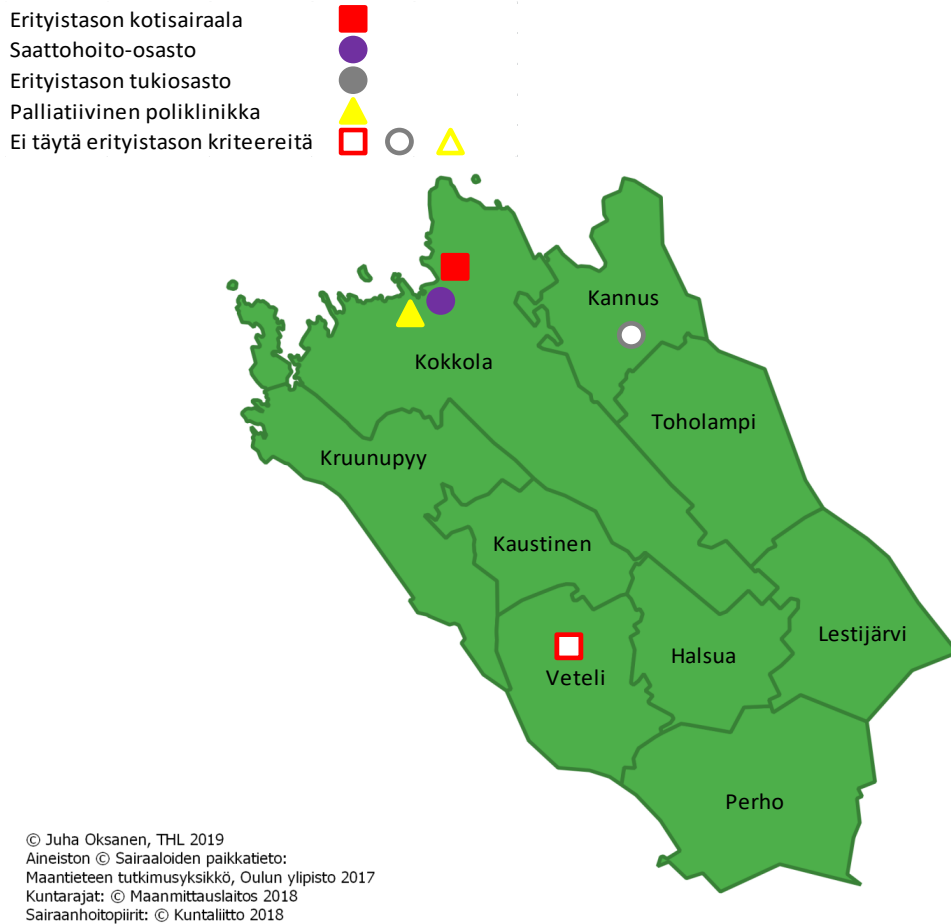 Erityistason kotisairaala
Saattohoito-osasto
Erityistason tukiosasto
Palliatiivinen poliklinikka
Ei täytä erityistason kriteereitä
Kannus
Kokkola
Toholampi
Kruunupyy
Kaustinen
Lestijärvi
Halsua
Veteli
Perho
© Juha Oksanen, THL 2019
Aineiston © Sairaaloiden paikkatieto:
Maantieteen tutkimusyksikkö, Oulun ylipisto 2017
Kuntarajat: © Maanmittauslaitos 2018
Sairaanhoitopiirit: © Kuntaliitto 2018